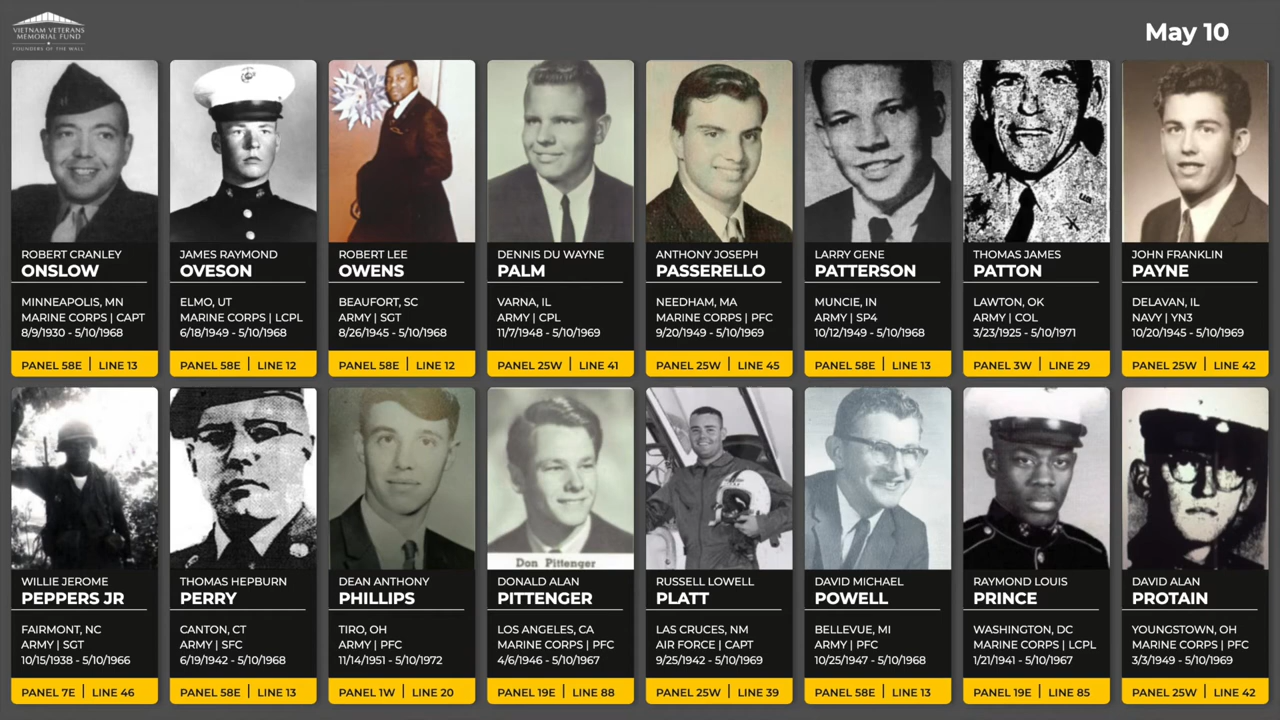 VIETNAM VETERANS
MEMORIAL FUND
FOUNDERS OF THE WALL
May 10
ROBERT CRANLEY
ONSLOW
MINNEAPOLIS, MN
MARINE CORPS | CAPT
8/9/1930 - 5/10/1968
PANEL 58E | LINE 13
JAMES RAYMOND
OVESON
ELMO, UT
MARINE CORPS | LCPL
6/18/1949 - 5/10/1968
PANEL 58E | LINE 12
ROBERT LEE
OWENS
BEAUFORT, SC
ARMY | SGT
8/26/1945 - 5/10/1968
PANEL 58E | LINE 12
DENNIS DU WAYNE
PALM
VARNA, IL
ARMY | CPL
11/7/1948 - 5/10/1969
PANEL 25W | LINE 41
ANTHONY JOSEPH
PASSERELLO
NEEDHAM, MA
MARINE CORPS | PFC
9/20/1949 - 5/10/1969
PANEL 25W | LINE 45
LARRY GENE
PATTERSON
MUNCIE, IN
ARMY | SP4
10/12/1949 - 5/10/1968
PANEL 58E | LINE 13
THOMAS JAMES
PATTON
LAWTON, OK
ARMY | COL
3/23/1925 - 5/10/1971
PANEL 3W | LINE 29
JOHN FRANKLIN
PAYNE
DELAVAN, IL
NAVY | YN3
10/20/1945 - 5/10/1969
PANEL 25W | LINE 42
WILLIE JEROME
PEPPERS JR
FAIRMONT, NC
ARMY | SGT
10/15/1938 - 5/10/1966
PANEL 7E | LINE 46
THOMAS HEPBURN
PERRY
CANTON, CT
ARMY | SFC
6/19/1942 - 5/10/1968
PANEL 58E | LINE 13
DEAN ANTHONY
PHILLIPS
TIRO, OH
ARMY | PFC
11/14/1951 - 5/10/1972
PANEL 1W | LINE 20
Don Pittenger
DONALD ALAN
PITTENGER
LOS ANGELES, CA
MARINE CORPS | PFC
4/6/1946 - 5/10/1967
PANEL 19E | LINE 88
RUSSELL LOWELL
PLATT
LAS CRUCES, NM
AIR FORCE | CAPT
9/25/1942 - 5/10/1969
PANEL 25W | LINE 39
DAVID MICHAEL
POWELL
BELLEVUE, MI
ARMY | PFC
10/25/1947 - 5/10/1968
PANEL 58E | LINE 13
RAYMOND LOUIS
PRINCE
WASHINGTON, DC
MARINE CORPS | LCPL
1/21/1941 - 5/10/1967
PANEL 19E | LINE 85
DAVID ALAN
PROTAIN
YOUNGSTOWN, OH
MARINE CORPS | PFC
3/3/1949 - 5/10/1969
PANEL 25W | LINE 42